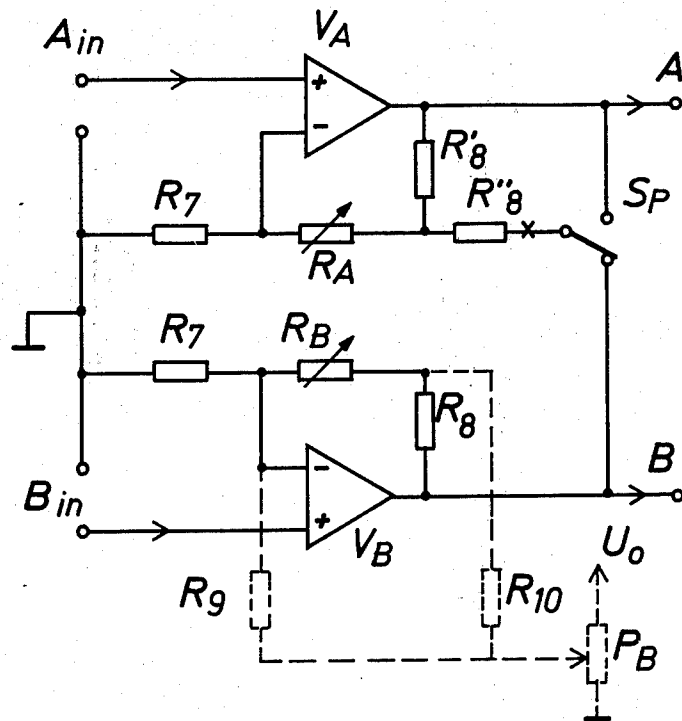 A_in
V_A
A
+
−
R'_8
R_7
R''_8
S_P
R_A
R_7
R_B
R_8
B_in
−
+
V_B
B
U_o
R_9
R_10
P_B